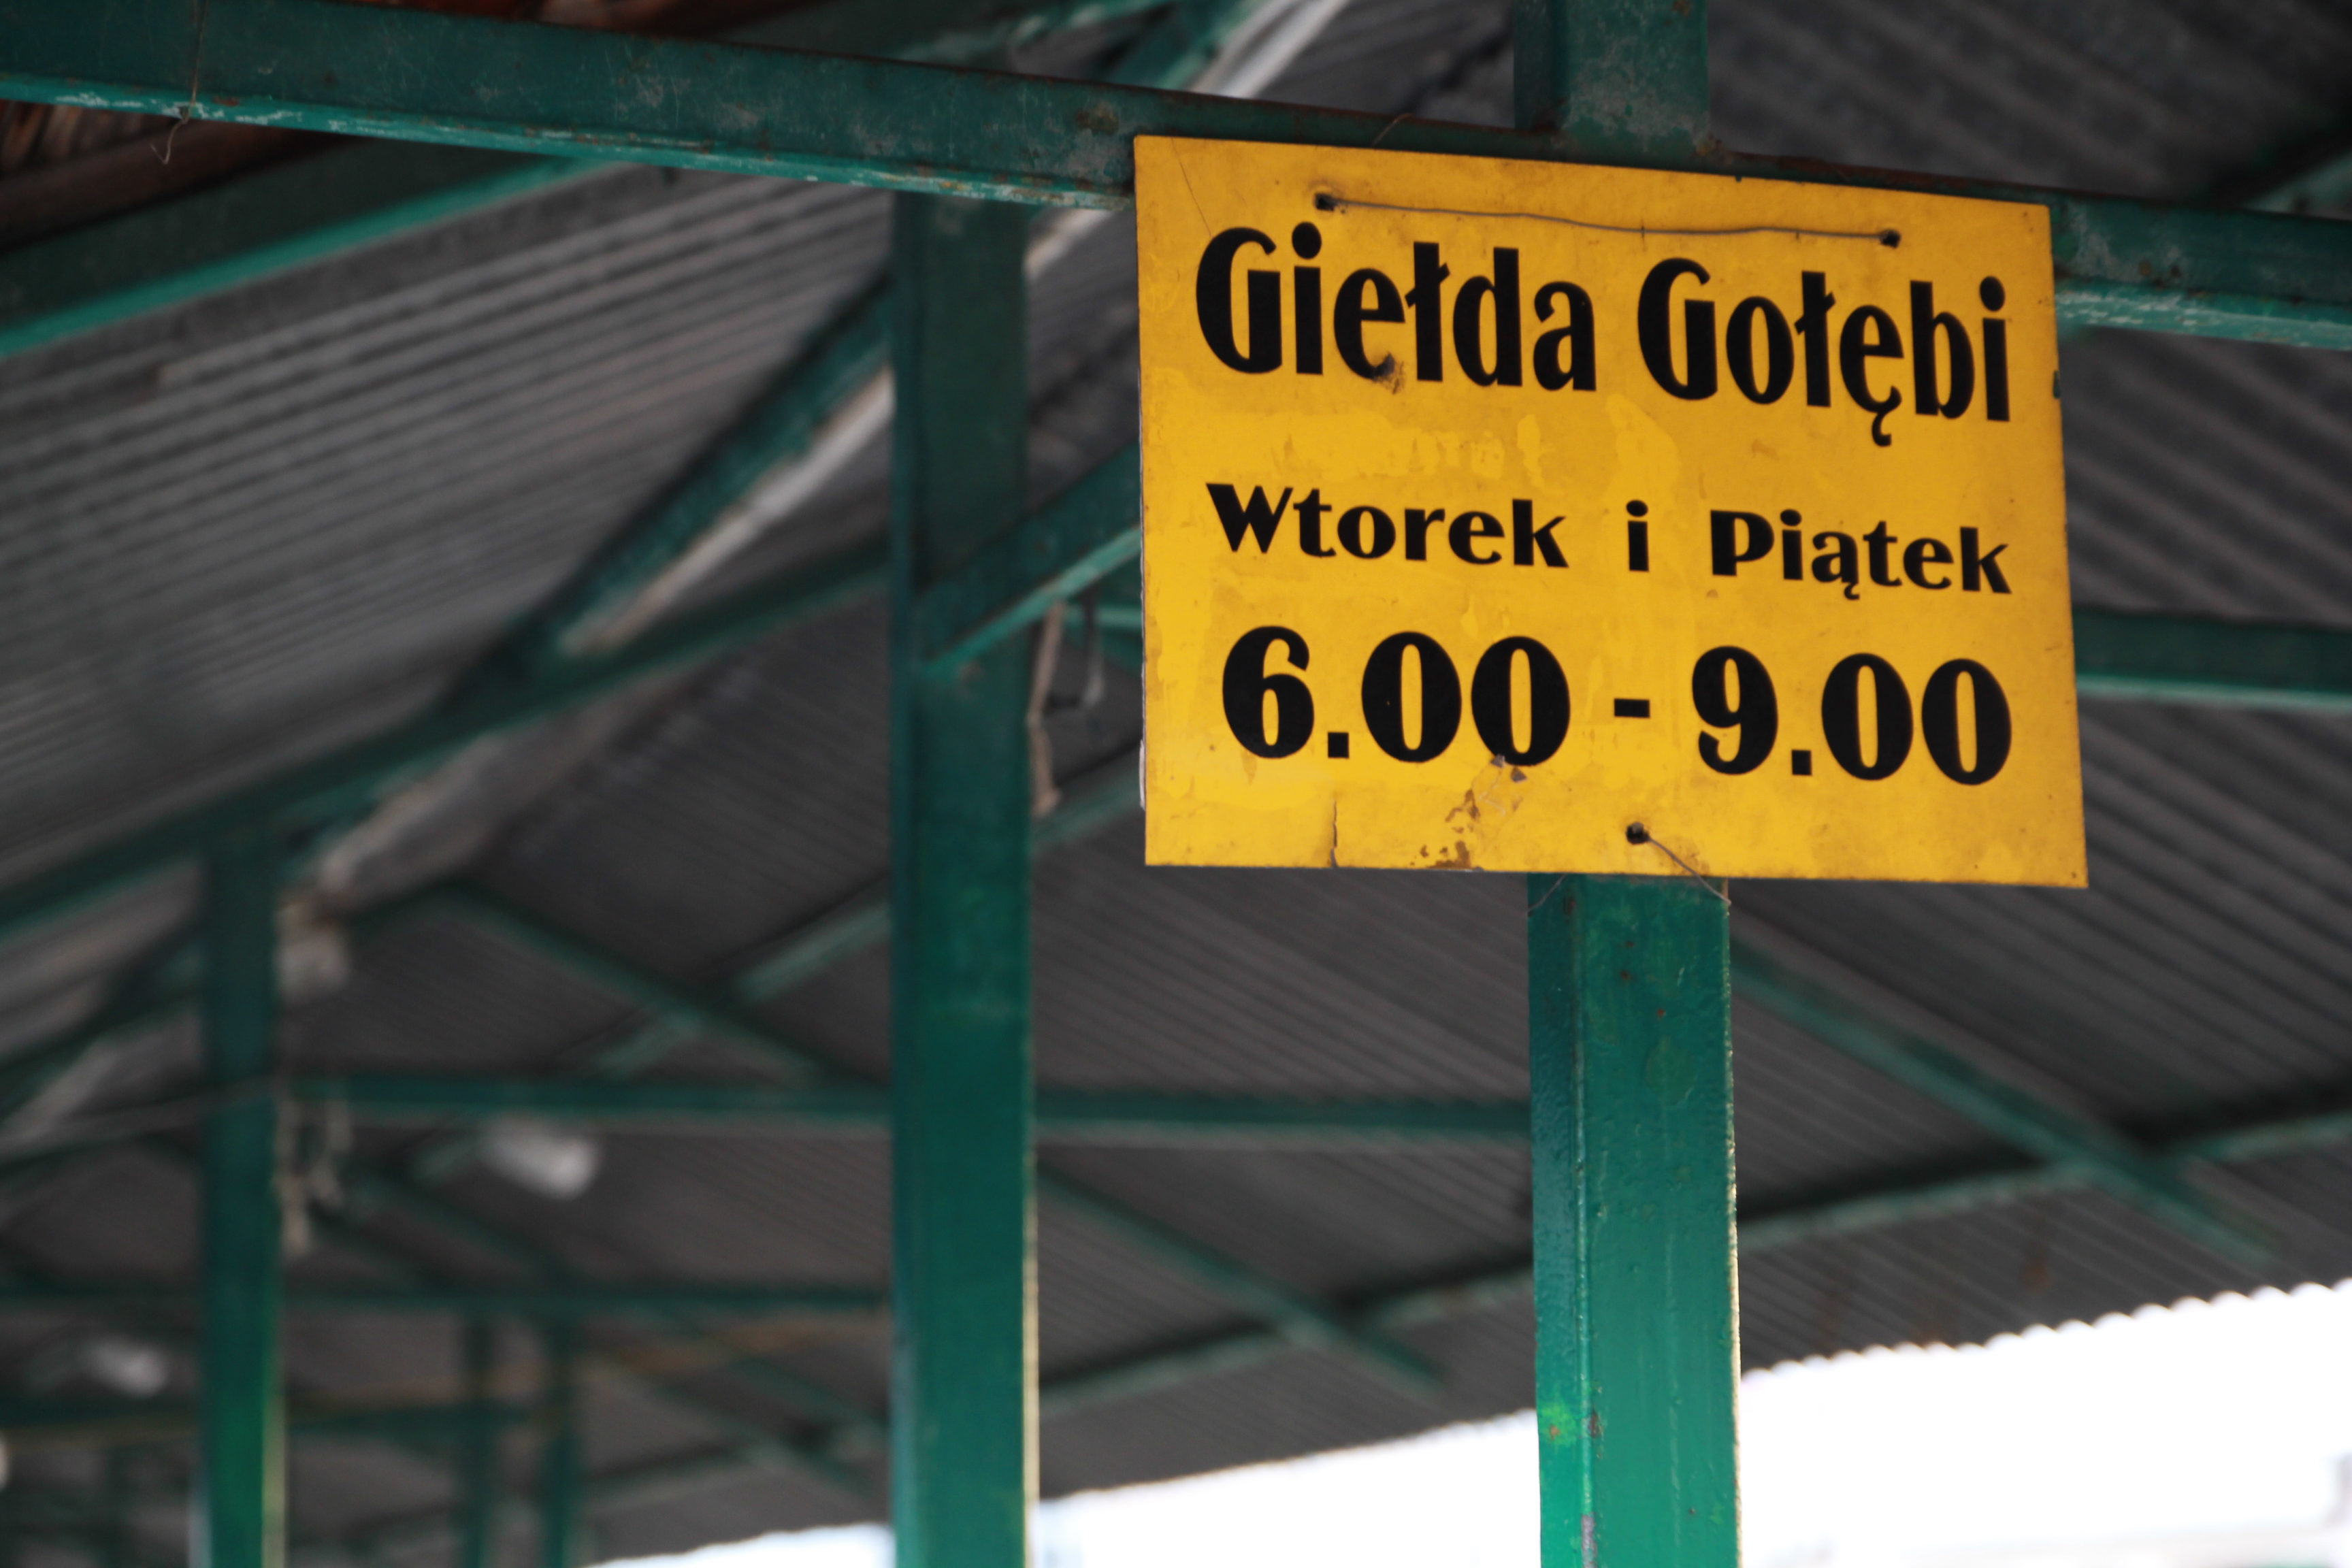 Giełda Gołębi
Wtorek i Piątek
6.00 - 9.00